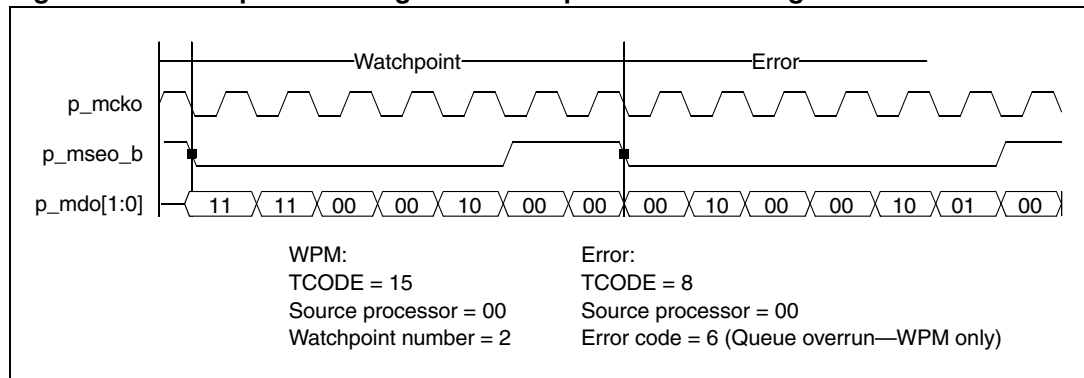 Watchpoint Error
p_mcko
p_mseo_b
p_mdo[1:0] 11 11 00 00 10 00 00 00 10 00 00 10 01 00
WPM: Error:
TCODE = 15 TCODE = 8
Source processor = 00 Source processor = 00
Watchpoint number = 2 Error code = 6 (Queue overrun—WPM only)